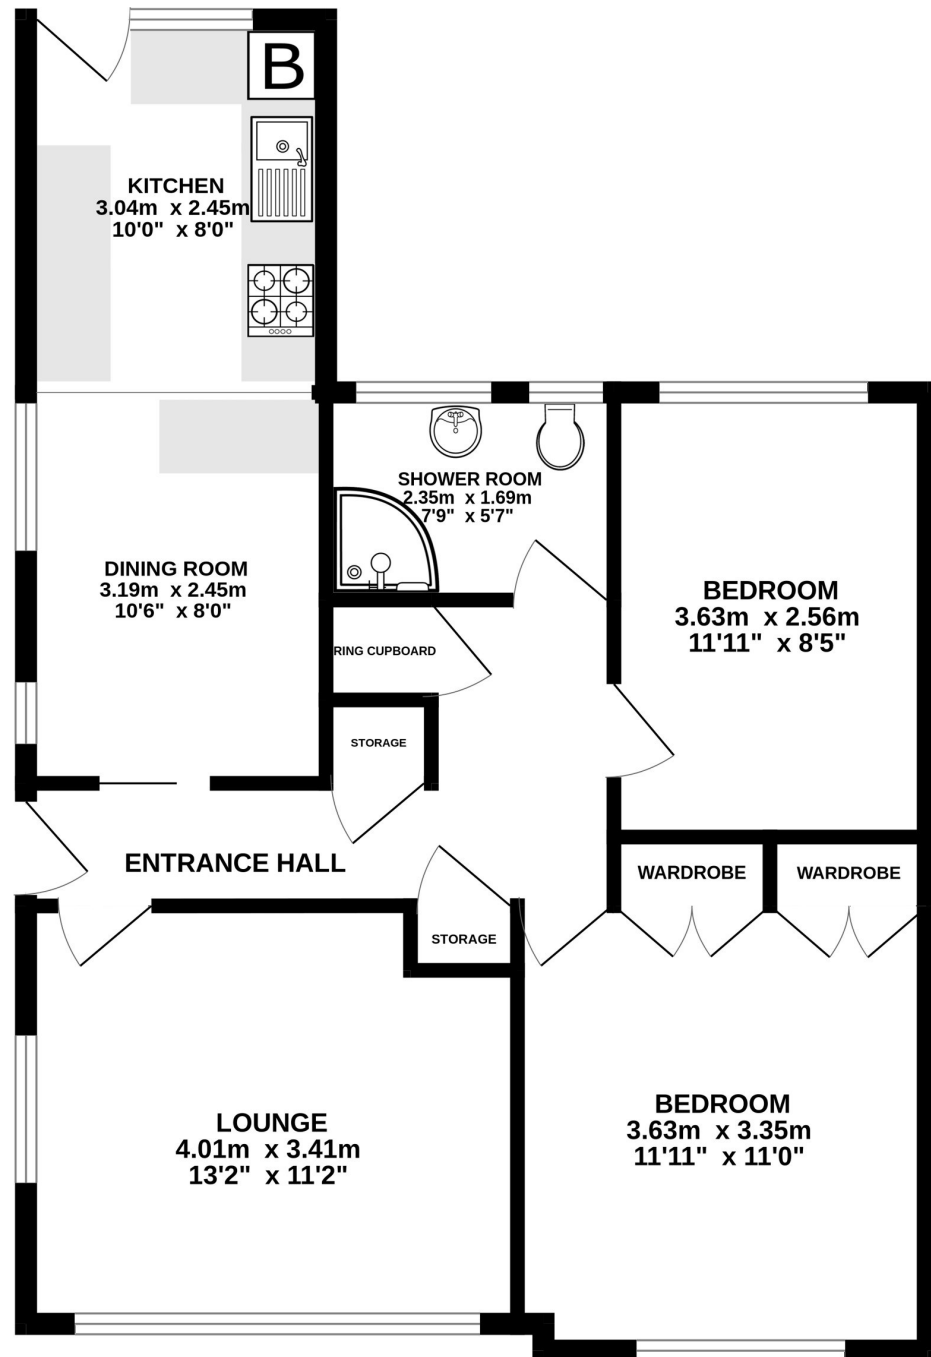 B
KITCHEN
3.04m x 2.45m
10'0" x 8'0"
SHOWER ROOM
2.35m x 1.69m
7'9" x 5'7"
DINING ROOM
3.19m x 2.45m
10'6" x 8'0"
BEDROOM
3.63m x 2.56m
11'11" x 8'5"
RING CUPBOARD
STORAGE
ENTRANCE HALL
WARDROBE
WARDROBE
STORAGE
LOUNGE
4.01m x 3.41m
13'2" x 11'2"
BEDROOM
3.63m x 3.35m
11'11" x 11'0"